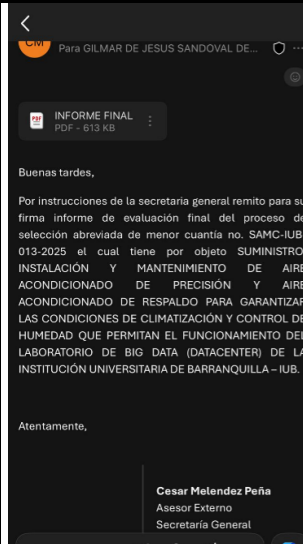 CM
Para GILMAR DE JESUS SANDOVAL DE...
INFORME FINAL
PDF - 613 KB
Buenas tardes,
Por instrucciones de la secretaria general remito para su
firma informe de evaluación final del proceso de
selección abreviada de menor cuantía no. SAMC-IUB-
013-2025 el cual tiene por objeto SUMINISTRO,
INSTALACIÓN Y MANTENIMIENTO DE AIRE
ACONDICIONADO DE PRECISIÓN Y AIRE
ACONDICIONADO DE RESPALDO PARA GARANTIZAR
LAS CONDICIONES DE CLIMATIZACIÓN Y CONTROL DE
HUMEDAD QUE PERMITAN EL FUNCIONAMIENTO DEL
LABORATORIO DE BIG DATA (DATACENTER) DE LA
INSTITUCIÓN UNIVERSITARIA DE BARRANQUILLA – IUB.
Atentamente,
Cesar Melendez Peña
Asesor Externo
Secretaría General